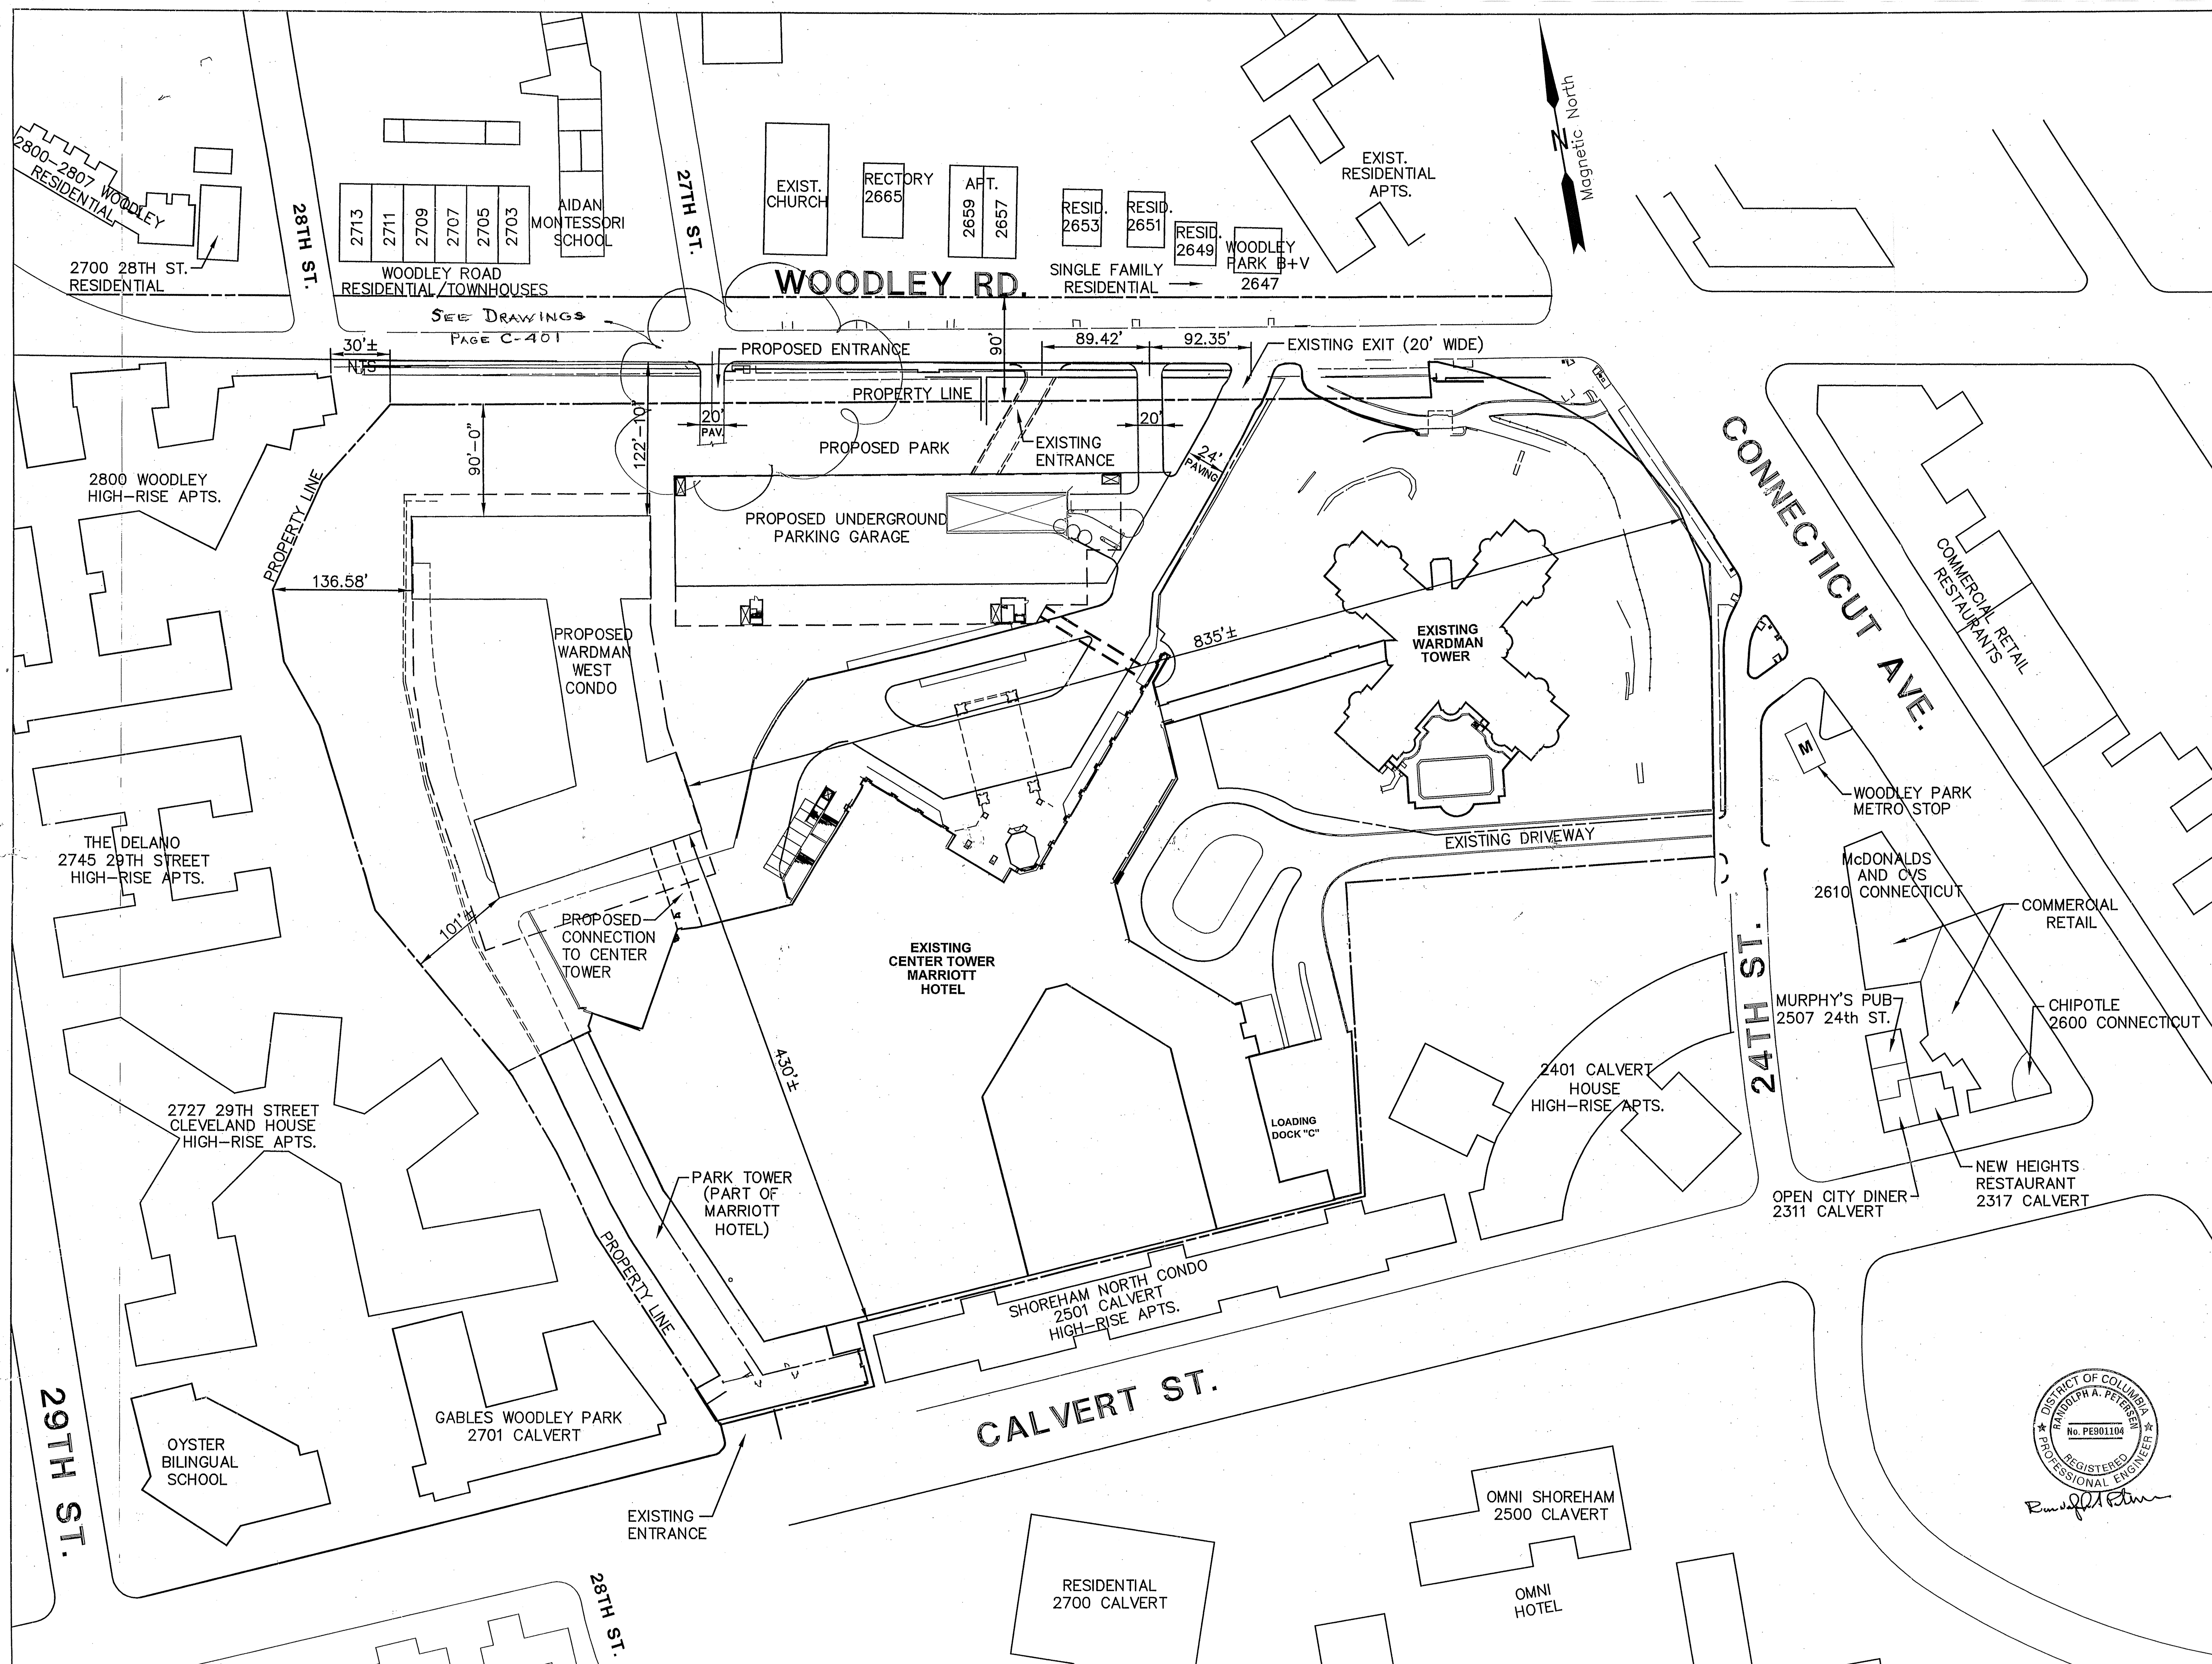 Magnetic North
N
2800-2807 WOODLEY
RESIDENTIAL
2700 28TH ST.
RESIDENTIAL
28TH ST.
2713
2711
2709
2707
2705
2703
WOODLEY ROAD
RESIDENTIAL/TOWNHOUSES
AIDAN
MONTESSORI
SCHOOL
27TH ST.
EXIST.
CHURCH
RECTORY
2665
APT.
2659
2657
RESID.
2653
RESID.
2651
RESID.
2649
WOODLEY
PARK B+V
2647
SINGLE FAMILY
RESIDENTIAL
EXIST.
RESIDENTIAL
APTS.
WOODLEY RD.
SEE DRAWINGS
PAGE C-401
30'±
NTS
PROPOSED ENTRANCE
90'
89.42'
92.35'
EXISTING EXIT (20' WIDE)
PROPERTY LINE
20'
PAV.
122'-10"
90'-0"
PROPOSED PARK
EXISTING
ENTRANCE
20'
24'
PAVING
2800 WOODLEY
HIGH-RISE APTS.
PROPERTY LINE
136.58'
PROPOSED UNDERGROUND
PARKING GARAGE
PROPOSED
WARDMAN
WEST
CONDO
835'±
EXISTING
WARDMAN
TOWER
CONNECTICUT AVE.
COMMERCIAL RETAIL
RESTAURANTS
M
WOODLEY PARK
METRO STOP
EXISTING DRIVEWAY
McDONALDS
AND CVS
2610 CONNECTICUT
COMMERCIAL
RETAIL
THE DELANO
2745 29TH STREET
HIGH-RISE APTS.
101'±
PROPOSED
CONNECTION
TO CENTER
TOWER
EXISTING
CENTER TOWER
MARRIOTT
HOTEL
430'±
24TH ST.
MURPHY'S PUB
2507 24th ST.
CHIPOTLE
2600 CONNECTICUT
2401 CALVERT
HOUSE
HIGH-RISE APTS.
LOADING
DOCK "C"
2727 29TH STREET
CLEVELAND HOUSE
HIGH-RISE APTS.
PARK TOWER
(PART OF
MARRIOTT
HOTEL)
PROPERTY LINE
NEW HEIGHTS
RESTAURANT
2317 CALVERT
OPEN CITY DINER
2311 CALVERT
SHOREHAM NORTH CONDO
2501 CALVERT
HIGH-RISE APTS.
CALVERT ST.
29TH ST.
GABLES WOODLEY PARK
2701 CALVERT
OYSTER
BILINGUAL
SCHOOL
EXISTING
ENTRANCE
28TH ST.
RESIDENTIAL
2700 CALVERT
OMNI SHOREHAM
2500 CLAVERT
OMNI
HOTEL
DISTRICT OF COLUMBIA
RANDOLPH A. PETERSEN
No. PE901104
REGISTERED
PROFESSIONAL ENGINEER